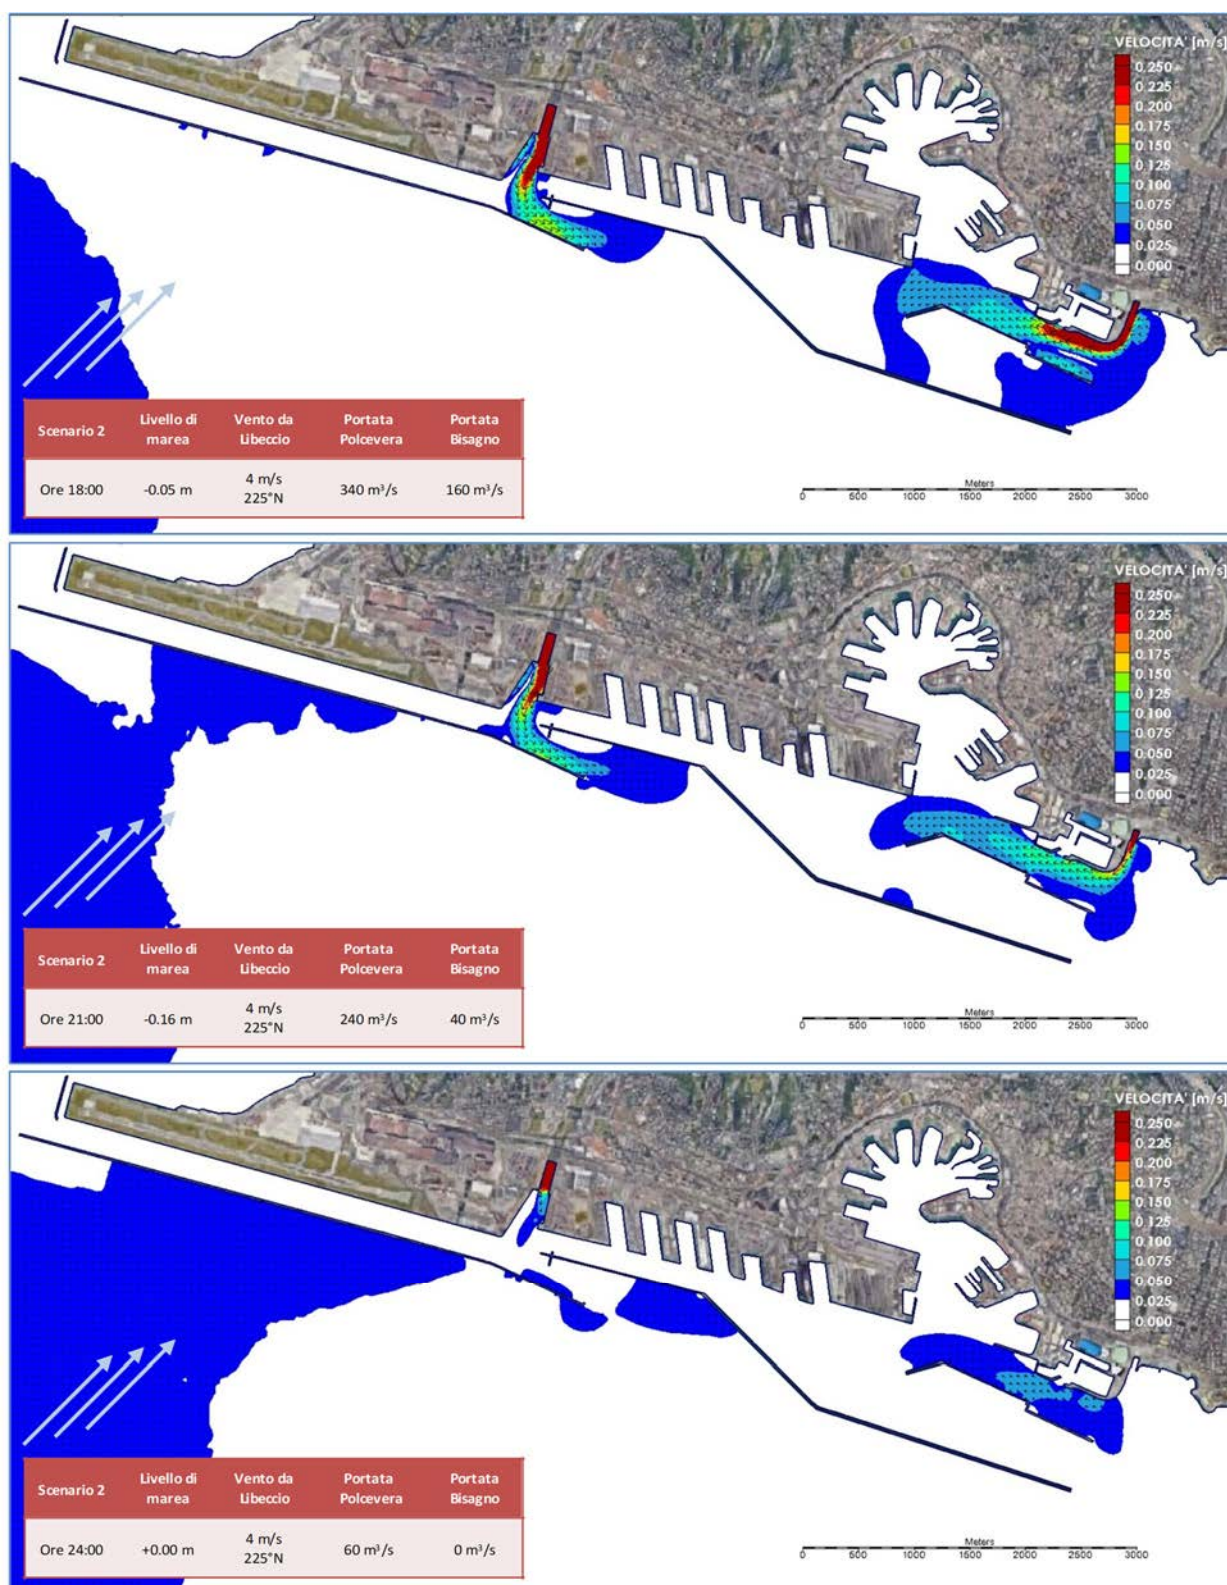 VELOCITA' [m/s]
0.250
0.225
0.200
0.175
0.150
0.125
0.100
0.075
0.050
0.025
0.000
Scenario 2 Livello di marea Vento da Libeccio Portata Polcevera Portata Bisagno
Ore 18:00 -0.05 m 4 m/s 225°N 340 m³/s 160 m³/s
Meters
0 500 1000 1500 2000 2500 3000
VELOCITA' [m/s]
0.250
0.225
0.200
0.175
0.150
0.125
0.100
0.075
0.050
0.025
0.000
Scenario 2 Livello di marea Vento da Libeccio Portata Polcevera Portata Bisagno
Ore 21:00 -0.16 m 4 m/s 225°N 240 m³/s 40 m³/s
Meters
0 500 1000 1500 2000 2500 3000
VELOCITA' [m/s]
0.250
0.225
0.200
0.175
0.150
0.125
0.100
0.075
0.050
0.025
0.000
Scenario 2 Livello di marea Vento da Libeccio Portata Polcevera Portata Bisagno
Ore 24:00 +0.00 m 4 m/s 225°N 60 m³/s 0 m³/s
Meters
0 500 1000 1500 2000 2500 3000